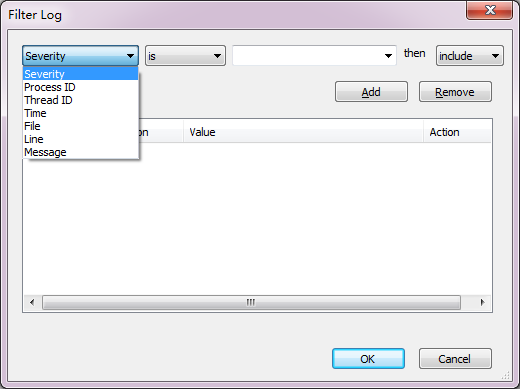 Filter Log
Severity is then include
Severity
Process ID
Thread ID
Time
File
Line
Message
Add Remove
Value Action
OK Cancel